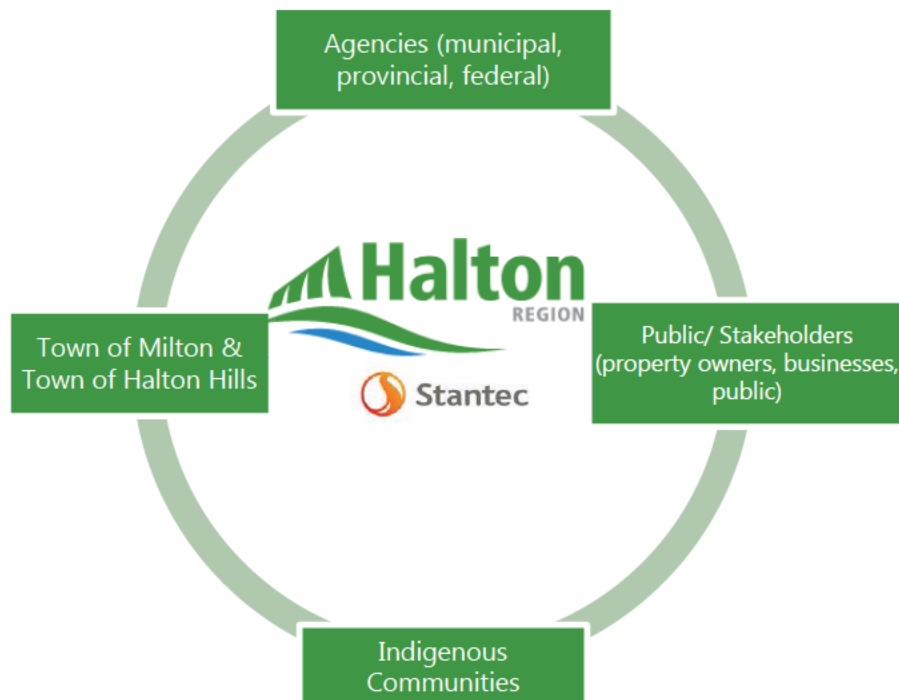 Agencies (municipal,
provincial, federal)
Halton
REGION
Stantec
Town of Milton &
Town of Halton Hills
Public/ Stakeholders
(property owners, businesses,
public)
Indigenous
Communities